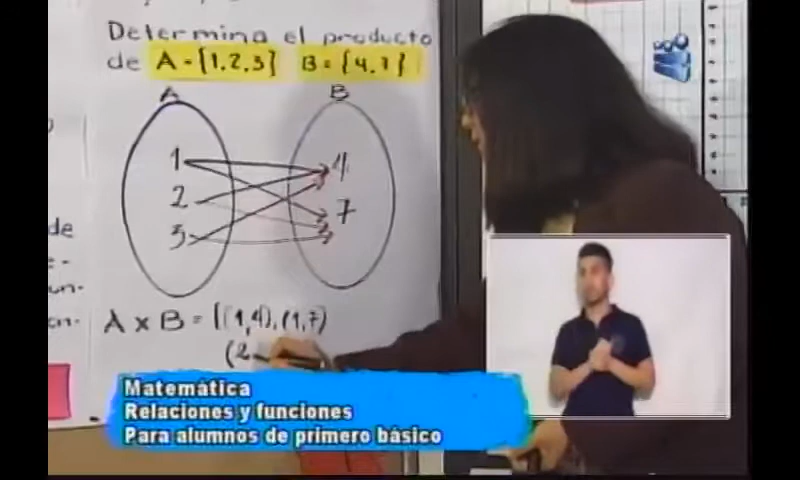 Determina el producto
de A = {1,2,3} B = {4,7}
A B
1 4
2 7
3
de
A x B = {(1,4),(1,7)
(2
Matemática
Relaciones y funciones
Para alumnos de primero básico